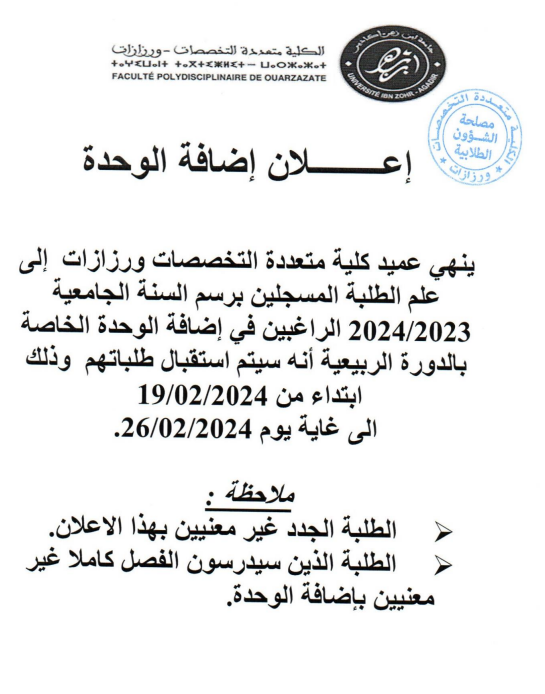 الكلية متعددة التخصصات - ورزازات
FACULTÉ POLYDISCIPLINAIRE DE OUARZAZATE
جامعة ابن زهر - أكادير
UNIVERSITÉ IBN ZOHR - AGADIR
الكلية متعددة التخصصات
مصلحة
الشؤون
الطلابية
* ورزازات *
إعـــــــلان إضافة الوحدة
ينهي عميد كلية متعددة التخصصات ورزازات إلى
علم الطلبة المسجلين برسم السنة الجامعية
2024/2023 الراغبين في إضافة الوحدة الخاصة
بالدورة الربيعية أنه سيتم استقبال طلباتهم وذلك
ابتداء من 19/02/2024
الى غاية يوم 26/02/2024.
ملاحظة :
➢ الطلبة الجدد غير معنيين بهذا الاعلان.
➢ الطلبة الذين سيدرسون الفصل كاملا غير
معنيين بإضافة الوحدة.